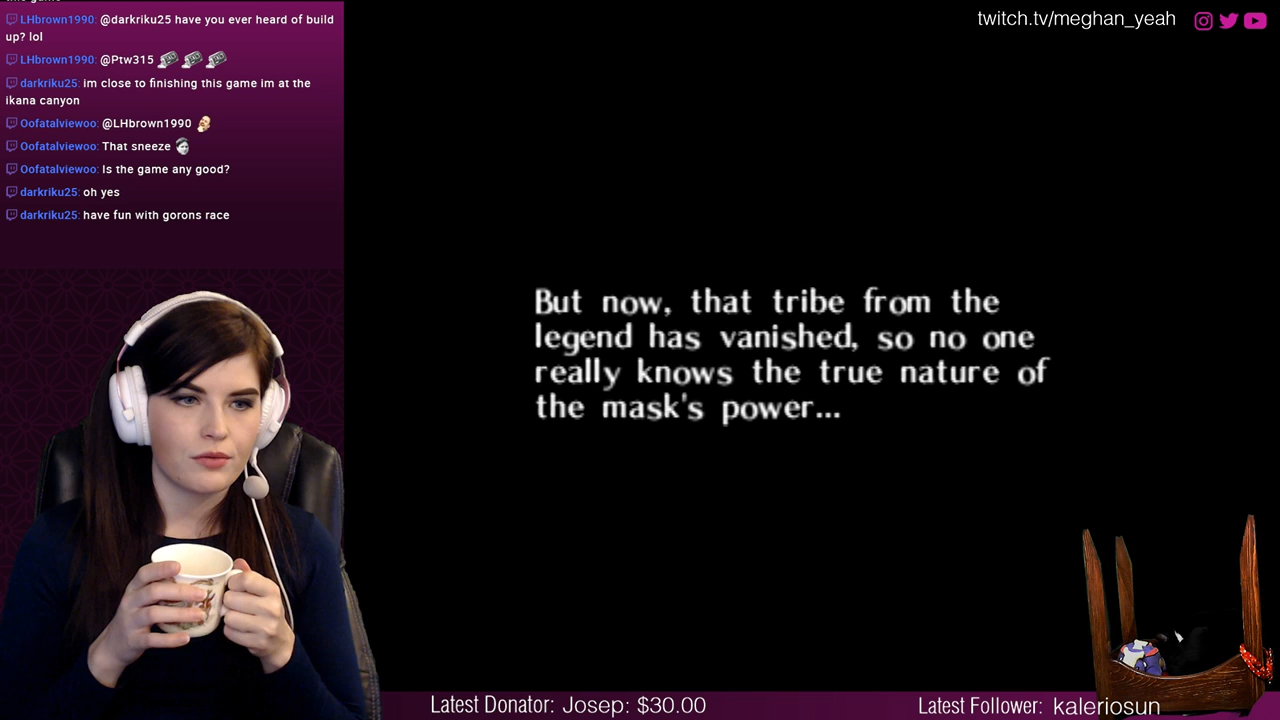 LHbrown1990: @darkriku25 have you ever heard of build
up? lol
LHbrown1990: @Ptw315
darkriku25: im close to finishing this game im at the
ikana canyon
Oofatalviewoo: @LHbrown1990
Oofatalviewoo: That sneeze
Oofatalviewoo: Is the game any good?
darkriku25: oh yes
darkriku25: have fun with gorons race
twitch.tv/meghan_yeah
But now, that tribe from the
legend has vanished, so no one
really knows the true nature of
the mask's power...
Latest Donator: Josep: $30.00
Latest Follower: kaleriosun